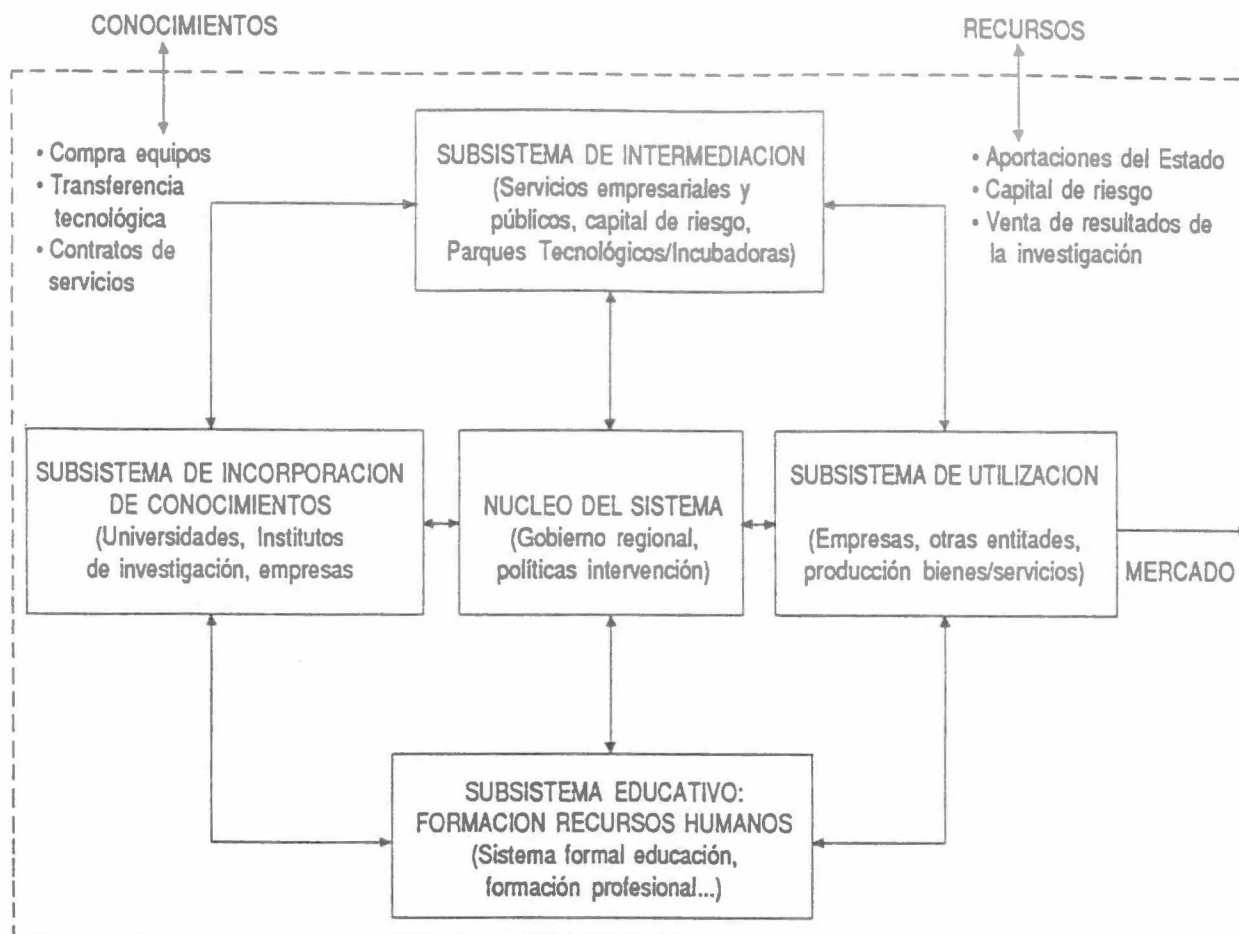 CONOCIMIENTOS
RECURSOS
• Compra equipos
• Transferencia
tecnológica
• Contratos de
servicios
SUBSISTEMA DE INTERMEDIACION
(Servicios empresariales y
públicos, capital de riesgo,
Parques Tecnológicos/Incubadoras)
• Aportaciones del Estado
• Capital de riesgo
• Venta de resultados de
la investigación
SUBSISTEMA DE INCORPORACION
DE CONOCIMIENTOS
(Universidades, Institutos
de investigación, empresas
NUCLEO DEL SISTEMA
(Gobierno regional,
políticas intervención)
SUBSISTEMA DE UTILIZACION
(Empresas, otras entitades,
producción bienes/servicios)
MERCADO
SUBSISTEMA EDUCATIVO:
FORMACION RECURSOS HUMANOS
(Sistema formal educación,
formación profesional...)